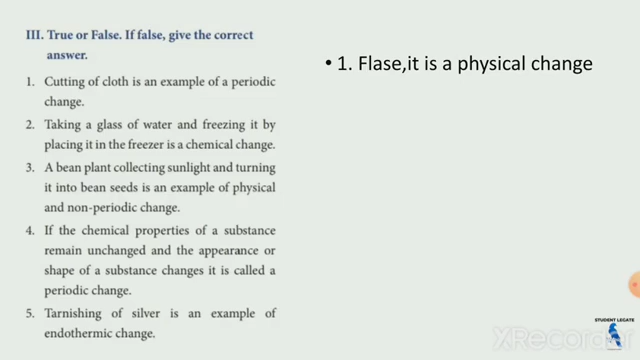 III. True or False. If false, give the correct
answer.
1. Cutting of cloth is an example of a periodic
change.
2. Taking a glass of water and freezing it by
placing it in the freezer is a chemical change.
3. A bean plant collecting sunlight and turning
it into bean seeds is an example of physical
and non-periodic change.
4. If the chemical properties of a substance
remain unchanged and the appearance or
shape of a substance changes it is called a
periodic change.
5. Tarnishing of silver is an example of
endothermic change.
• 1. Flase,it is a physical change
STUDENT LEGATE
XRecorder